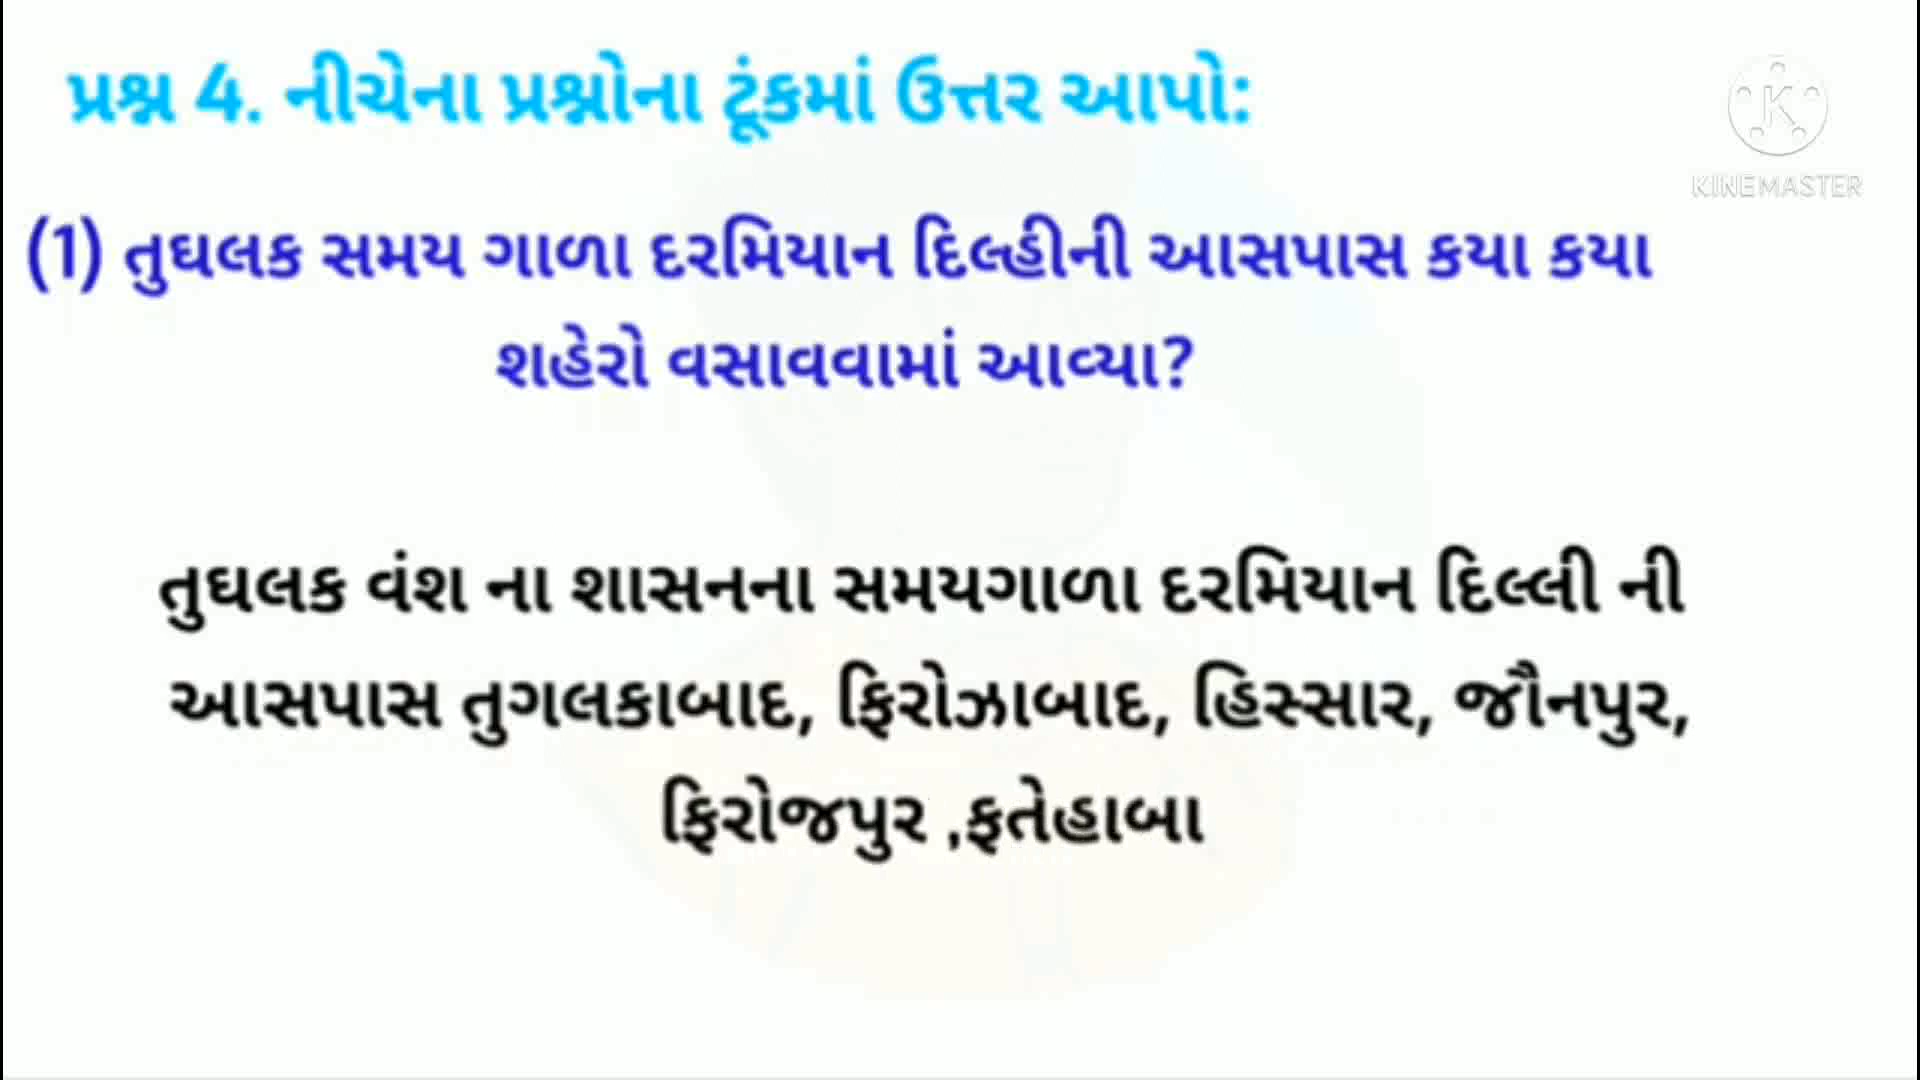 પ્રશ્ન 4. નીચેના પ્રશ્નોના ટૂંકમાં ઉત્તર આપો:
KINEMASTER
(1) તુઘલક સમય ગાળા દરમિયાન દિલ્હીની આસપાસ કયા કયા
શહેરો વસાવવામાં આવ્યા?
તુઘલક વંશ ના શાસનના સમયગાળા દરમિયાન દિલ્લી ની
આસપાસ તુગલકાબાદ, ફિરોઝાબાદ, હિસ્સાર, જૌનપુર,
ફિરોજપુર ,ફતેહાબા